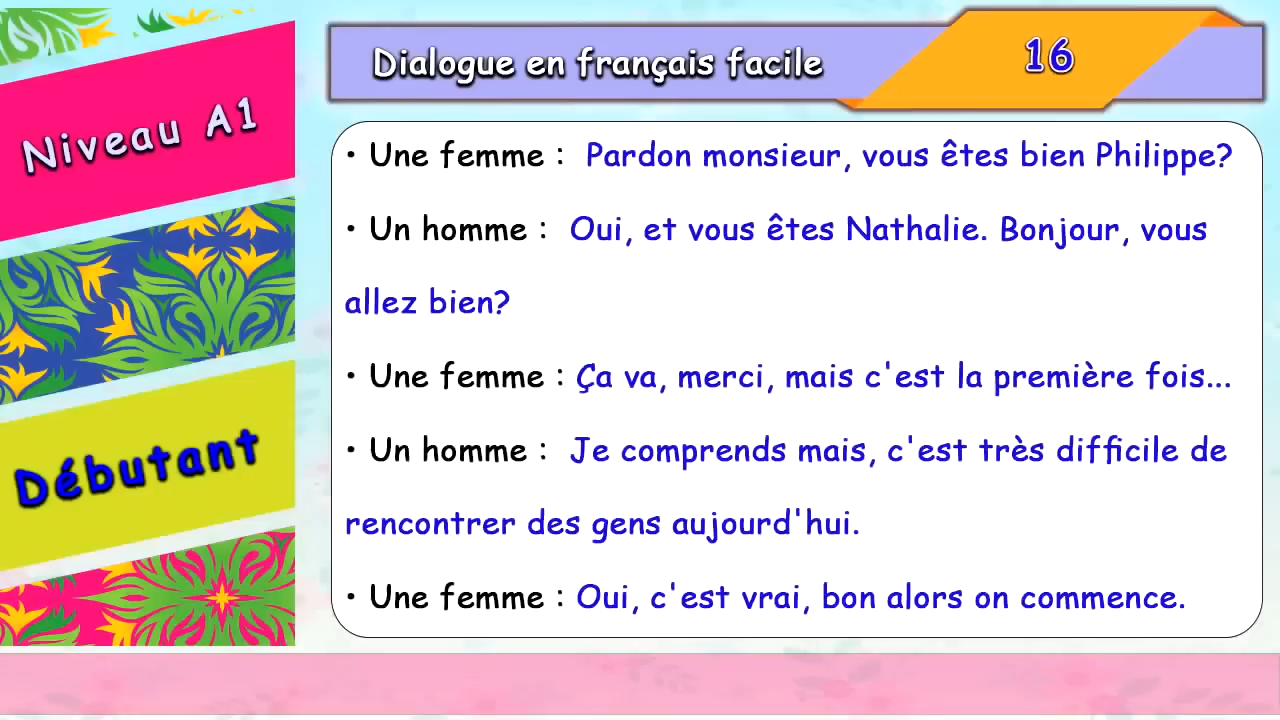 Niveau A1
Débutant
Dialogue en français facile
16
• Une femme : Pardon monsieur, vous êtes bien Philippe?
• Un homme : Oui, et vous êtes Nathalie. Bonjour, vous
allez bien?
• Une femme : Ça va, merci, mais c'est la première fois...
• Un homme : Je comprends mais, c'est très difficile de
rencontrer des gens aujourd'hui.
• Une femme : Oui, c'est vrai, bon alors on commence.